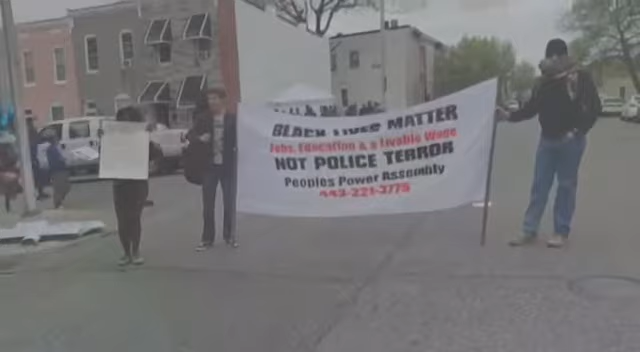 BLACK LIVES MATTER
Jobs, Education & a Livable Wage
NOT POLICE TERROR
Peoples Power Assembly
443-221-3775